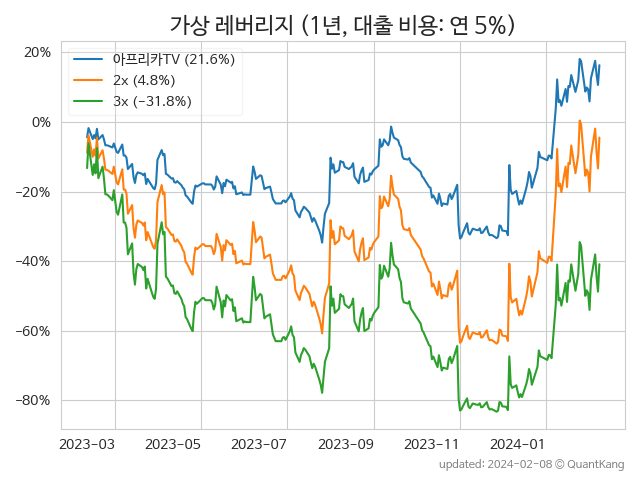 가상 레버리지 (1년, 대출 비용: 연 5%)
아프리카TV (21.6%)
2x (4.8%)
3x (−31.8%)
20%
0%
−20%
−40%
−60%
−80%
2023-03 2023-05 2023-07 2023-09 2023-11 2024-01
updated: 2024-02-08 © QuantKang